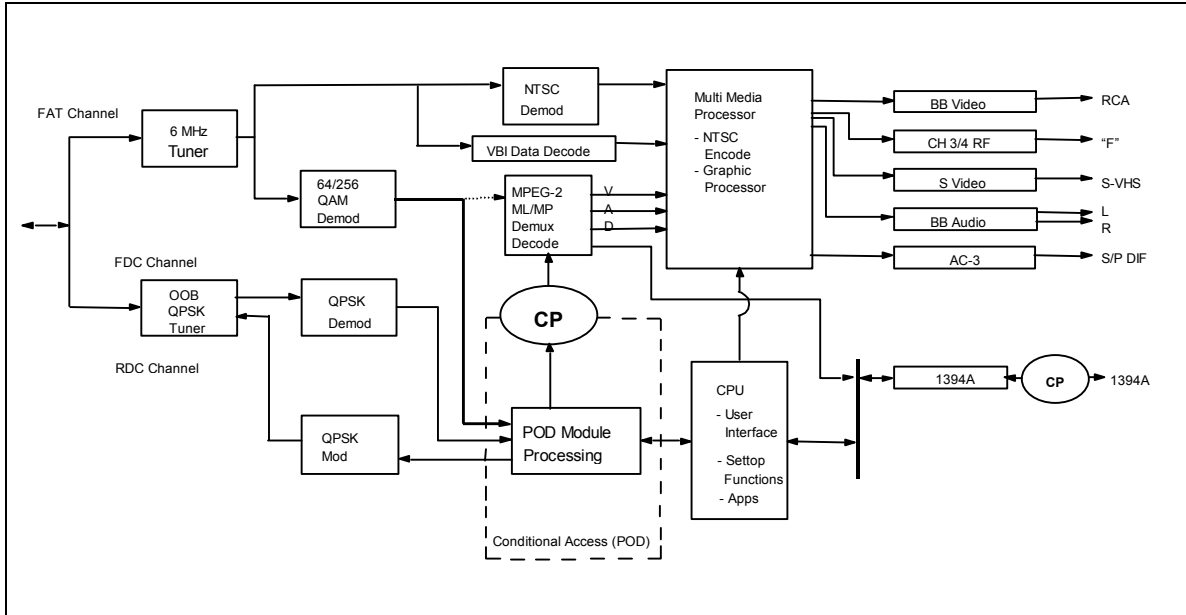 FAT Channel
6 MHz
Tuner
NTSC
Demod
VBI Data Decode
64/256
QAM
Demod
MPEG-2
ML/MP
Demux
Decode
V
A
D
Multi Media
Processor
- NTSC
Encode
- Graphic
Processor
BB Video
RCA
CH 3/4 RF
“F”
S Video
S-VHS
BB Audio
L
R
AC-3
S/P DIF
FDC Channel
OOB
QPSK
Tuner
QPSK
Demod
RDC Channel
QPSK
Mod
CP
POD Module
Processing
Conditional Access (POD)
CPU
- User
Interface
- Settop
Functions
- Apps
1394A
CP
1394A